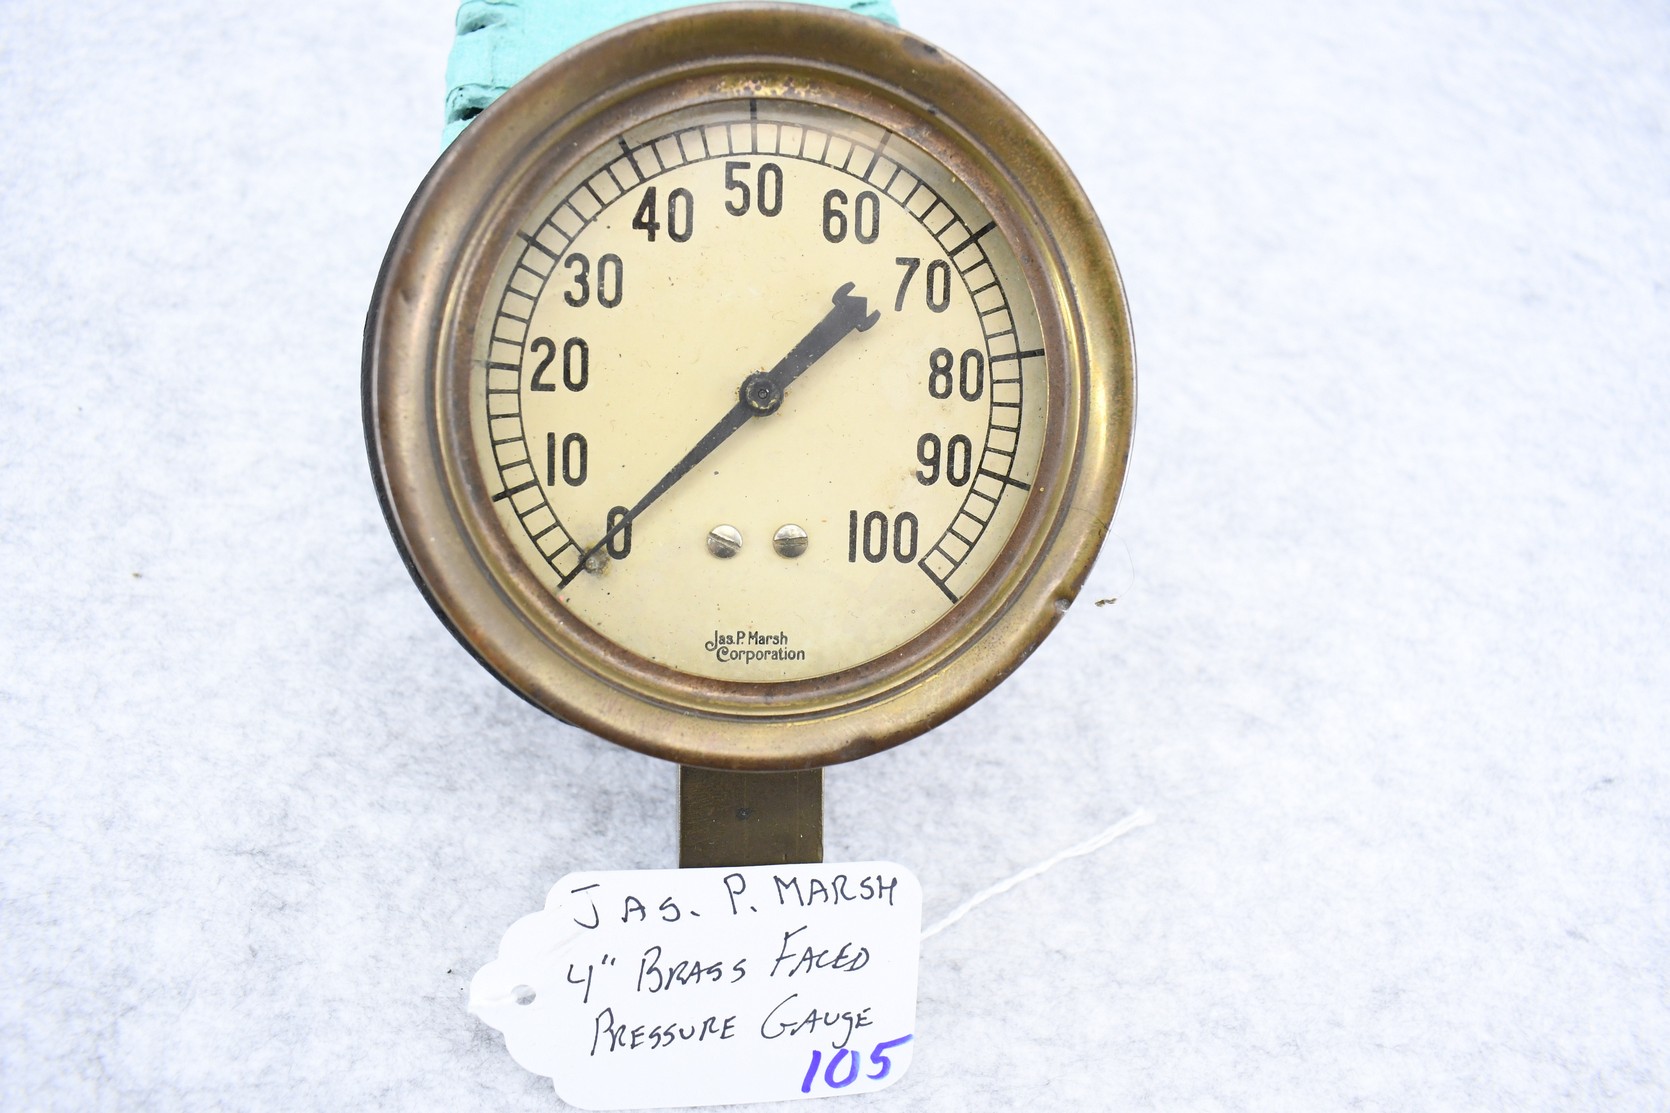 50
40
60
30
70
20
80
10
90
0
100
Jas. P. Marsh
Corporation
JAS. P. MARSH
4" BRASS FACED
PRESSURE GAUGE
105